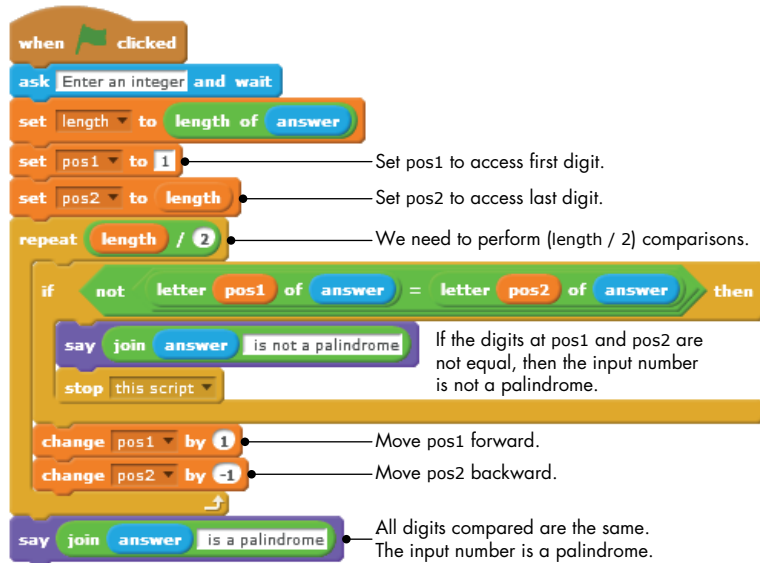 when clicked
ask Enter an integer and wait
set length to length of answer
set pos1 to 1
Set pos1 to access first digit.
set pos2 to length
Set pos2 to access last digit.
repeat length / 2
We need to perform (length / 2) comparisons.
if not letter pos1 of answer = letter pos2 of answer then
say join answer is not a palindrome
stop this script
If the digits at pos1 and pos2 are
not equal, then the input number
is not a palindrome.
change pos1 by 1
Move pos1 forward.
change pos2 by -1
Move pos2 backward.
say join answer is a palindrome
All digits compared are the same.
The input number is a palindrome.